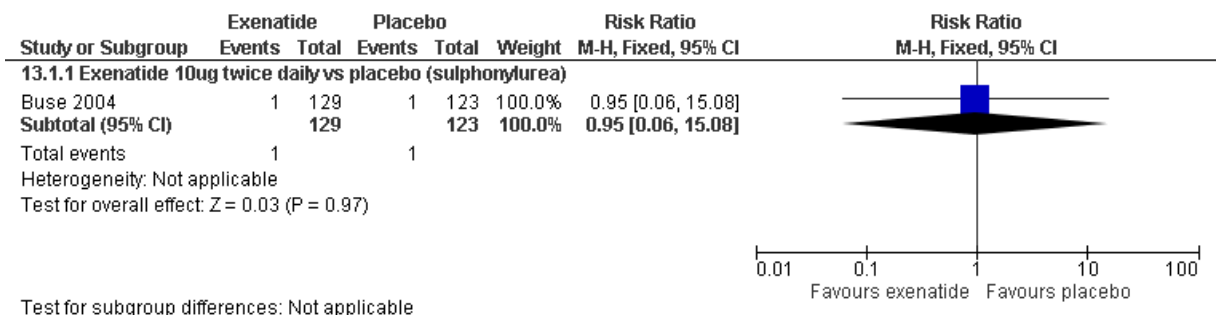 Exenatide Placebo Risk Ratio Risk Ratio
Study or Subgroup Events Total Events Total Weight M-H, Fixed, 95% CI M-H, Fixed, 95% CI
13.1.1 Exenatide 10ug twice daily vs placebo (sulphonylurea)
Buse 2004 1 129 1 123 100.0% 0.95 [0.06, 15.08]
Subtotal (95% CI) 129 123 100.0% 0.95 [0.06, 15.08]
Total events 1 1
Heterogeneity: Not applicable
Test for overall effect: Z = 0.03 (P = 0.97)
0.01 0.1 1 10 100
Favours exenatide Favours placebo
Test for subgroup differences: Not applicable